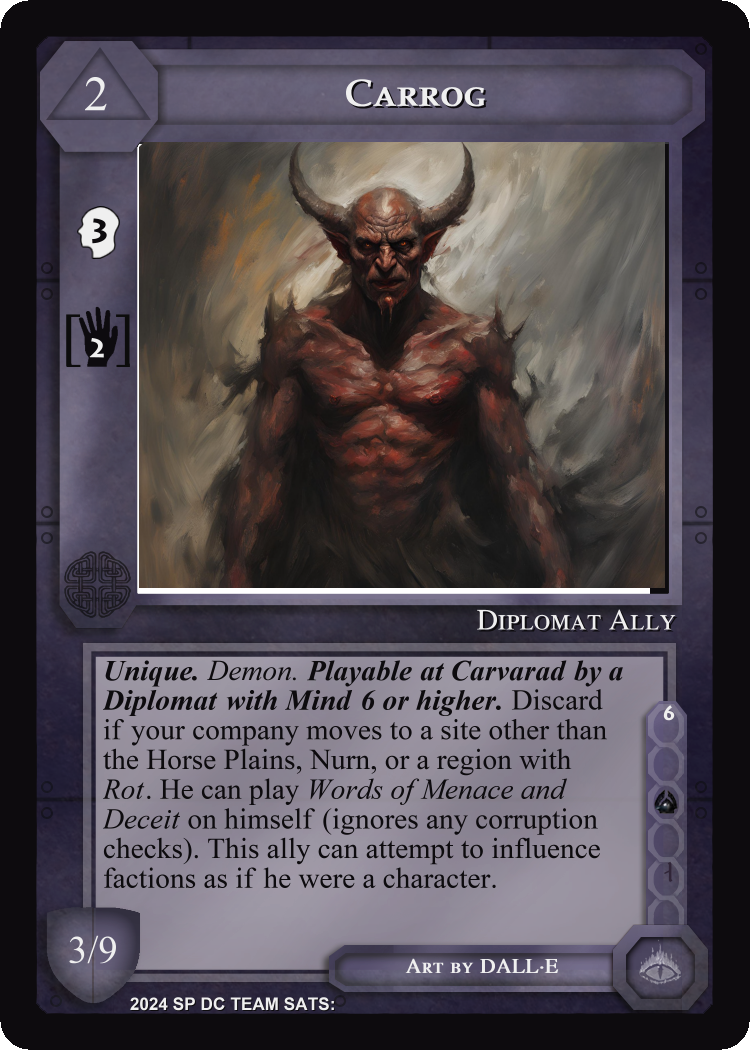 2
Carrog
3
[2]
Diplomat Ally
Unique. Demon. Playable at Carvarad by a
Diplomat with Mind 6 or higher. Discard
if your company moves to a site other than
the Horse Plains, Nurn, or a region with
Rot. He can play Words of Menace and
Deceit on himself (ignores any corruption
checks). This ally can attempt to influence
factions as if he were a character.
6
3/9
Art by DALL·E
2024 SP DC TEAM SATS: